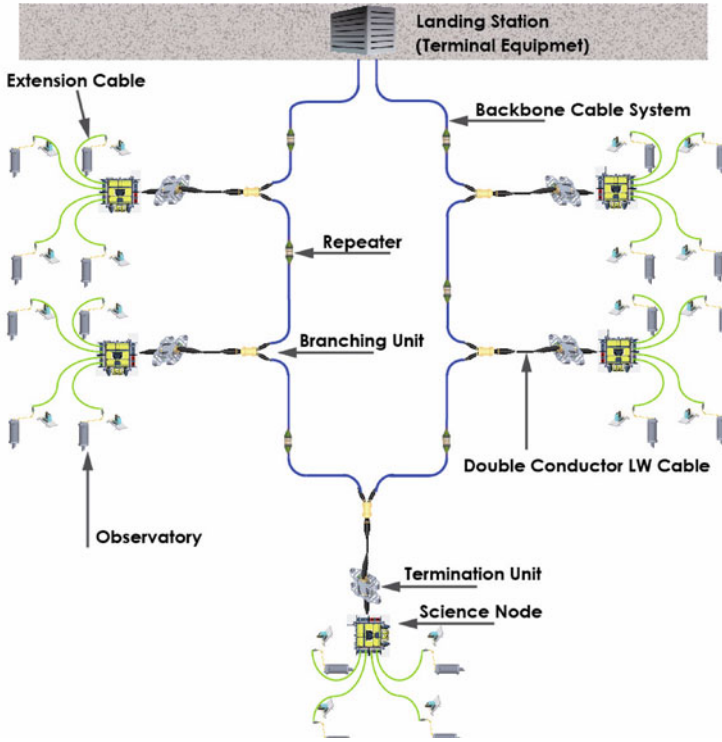 Landing Station
(Terminal Equipmet)
Extension Cable
Backbone Cable System
Repeater
Branching Unit
Double Conductor LW Cable
Observatory
Termination Unit
Science Node